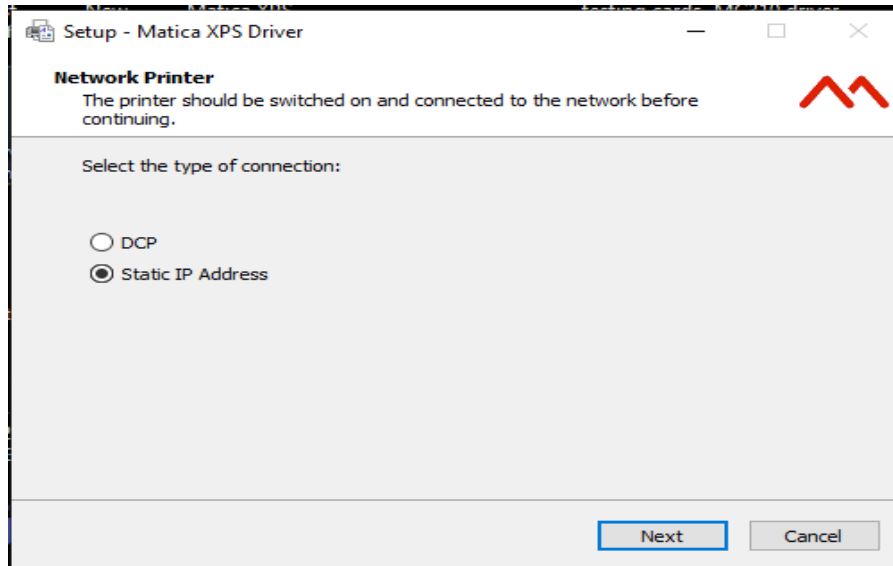 Setup - Matica XPS Driver
Network Printer
The printer should be switched on and connected to the network before
continuing.
Select the type of connection:
DCP
Static IP Address
Next
Cancel